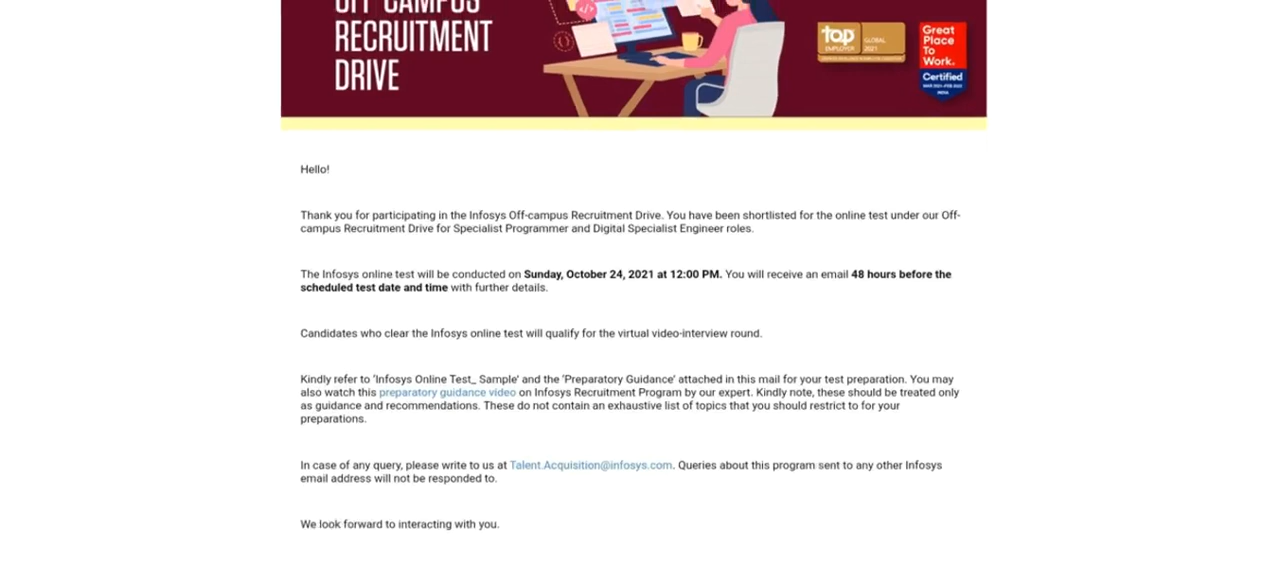 OFF-CAMPUS
RECRUITMENT
DRIVE
top
EMPLOYER
GLOBAL
2021
Great
Place
To
Work.
Certified
MAR 2021-FEB 2022
INDIA
Hello!
Thank you for participating in the Infosys Off-campus Recruitment Drive. You have been shortlisted for the online test under our Off-
campus Recruitment Drive for Specialist Programmer and Digital Specialist Engineer roles.
The Infosys online test will be conducted on Sunday, October 24, 2021 at 12:00 PM. You will receive an email 48 hours before the
scheduled test date and time with further details.
Candidates who clear the Infosys online test will qualify for the virtual video-interview round.
Kindly refer to ‘Infosys Online Test_ Sample’ and the ‘Preparatory Guidance’ attached in this mail for your test preparation. You may
also watch this preparatory guidance video on Infosys Recruitment Program by our expert. Kindly note, these should be treated only
as guidance and recommendations. These do not contain an exhaustive list of topics that you should restrict to for your
preparations.
In case of any query, please write to us at Talent.Acquisition@infosys.com. Queries about this program sent to any other Infosys
email address will not be responded to.
We look forward to interacting with you.